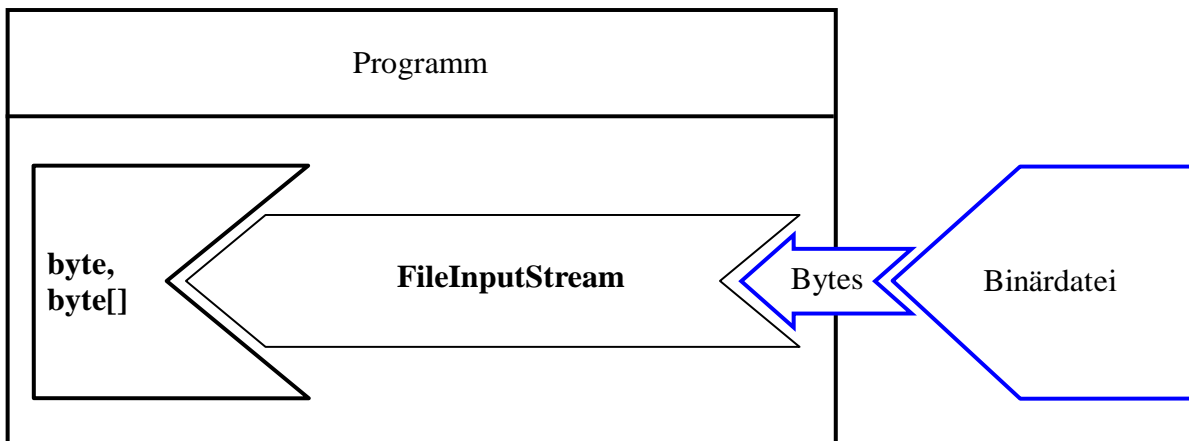 Programm
byte,
byte[]
FileInputStream
Bytes
Binärdatei